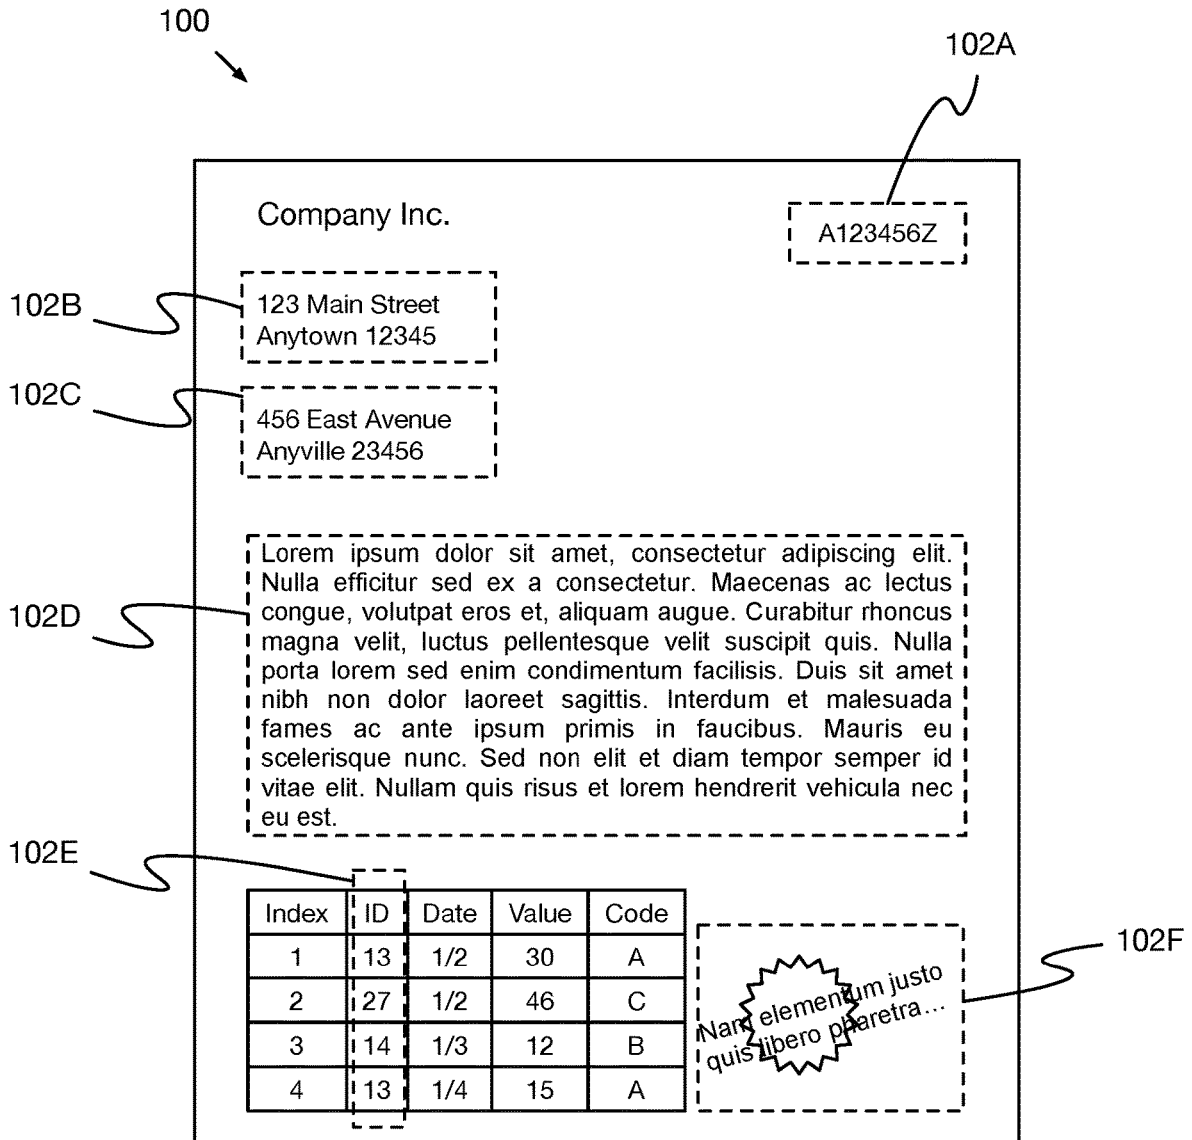 100
102A
Company Inc.
A123456Z
102B
123 Main Street
Anytown 12345
102C
456 East Avenue
Anyville 23456
102D
Lorem ipsum dolor sit amet, consectetur adipiscing elit.
Nulla efficitur sed ex a consectetur. Maecenas ac lectus
congue, volutpat eros et, aliquam augue. Curabitur rhoncus
magna velit, luctus pellentesque velit suscipit quis. Nulla
porta lorem sed enim condimentum facilisis. Duis sit amet
nibh non dolor laoreet sagittis. Interdum et malesuada
fames ac ante ipsum primis in faucibus. Mauris eu
scelerisque nunc. Sed non elit et diam tempor semper id
vitae elit. Nullam quis risus et lorem hendrerit vehicula nec
eu est.
102E
Index ID Date Value Code
1 13 1/2 30 A
2 27 1/2 46 C
3 14 1/3 12 B
4 13 1/4 15 A
102F
Nam elementum justo
quis libero pharetra...